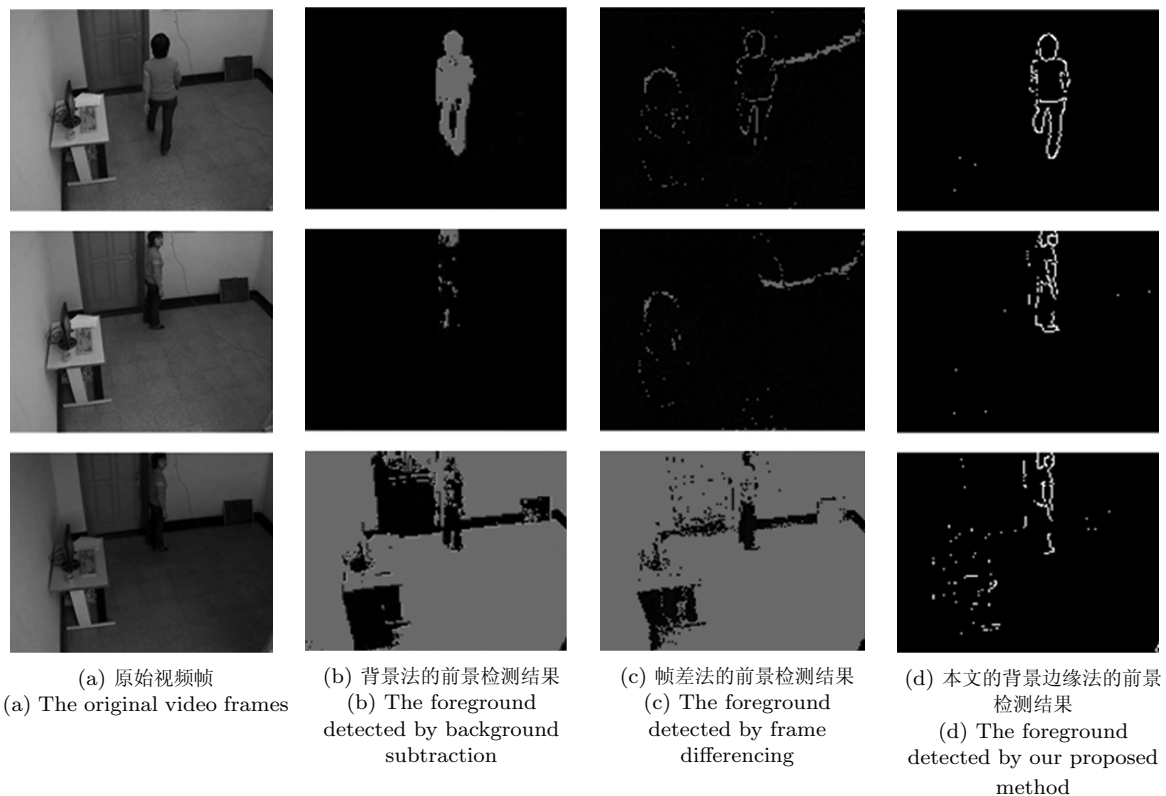 (a) 原始视频帧
(a) The original video frames
(b) 背景法的前景检测结果
(b) The foreground
detected by background
subtraction
(c) 帧差法的前景检测结果
(c) The foreground
detected by frame
differencing
(d) 本文的背景边缘法的前景
检测结果
(d) The foreground
detected by our proposed
method